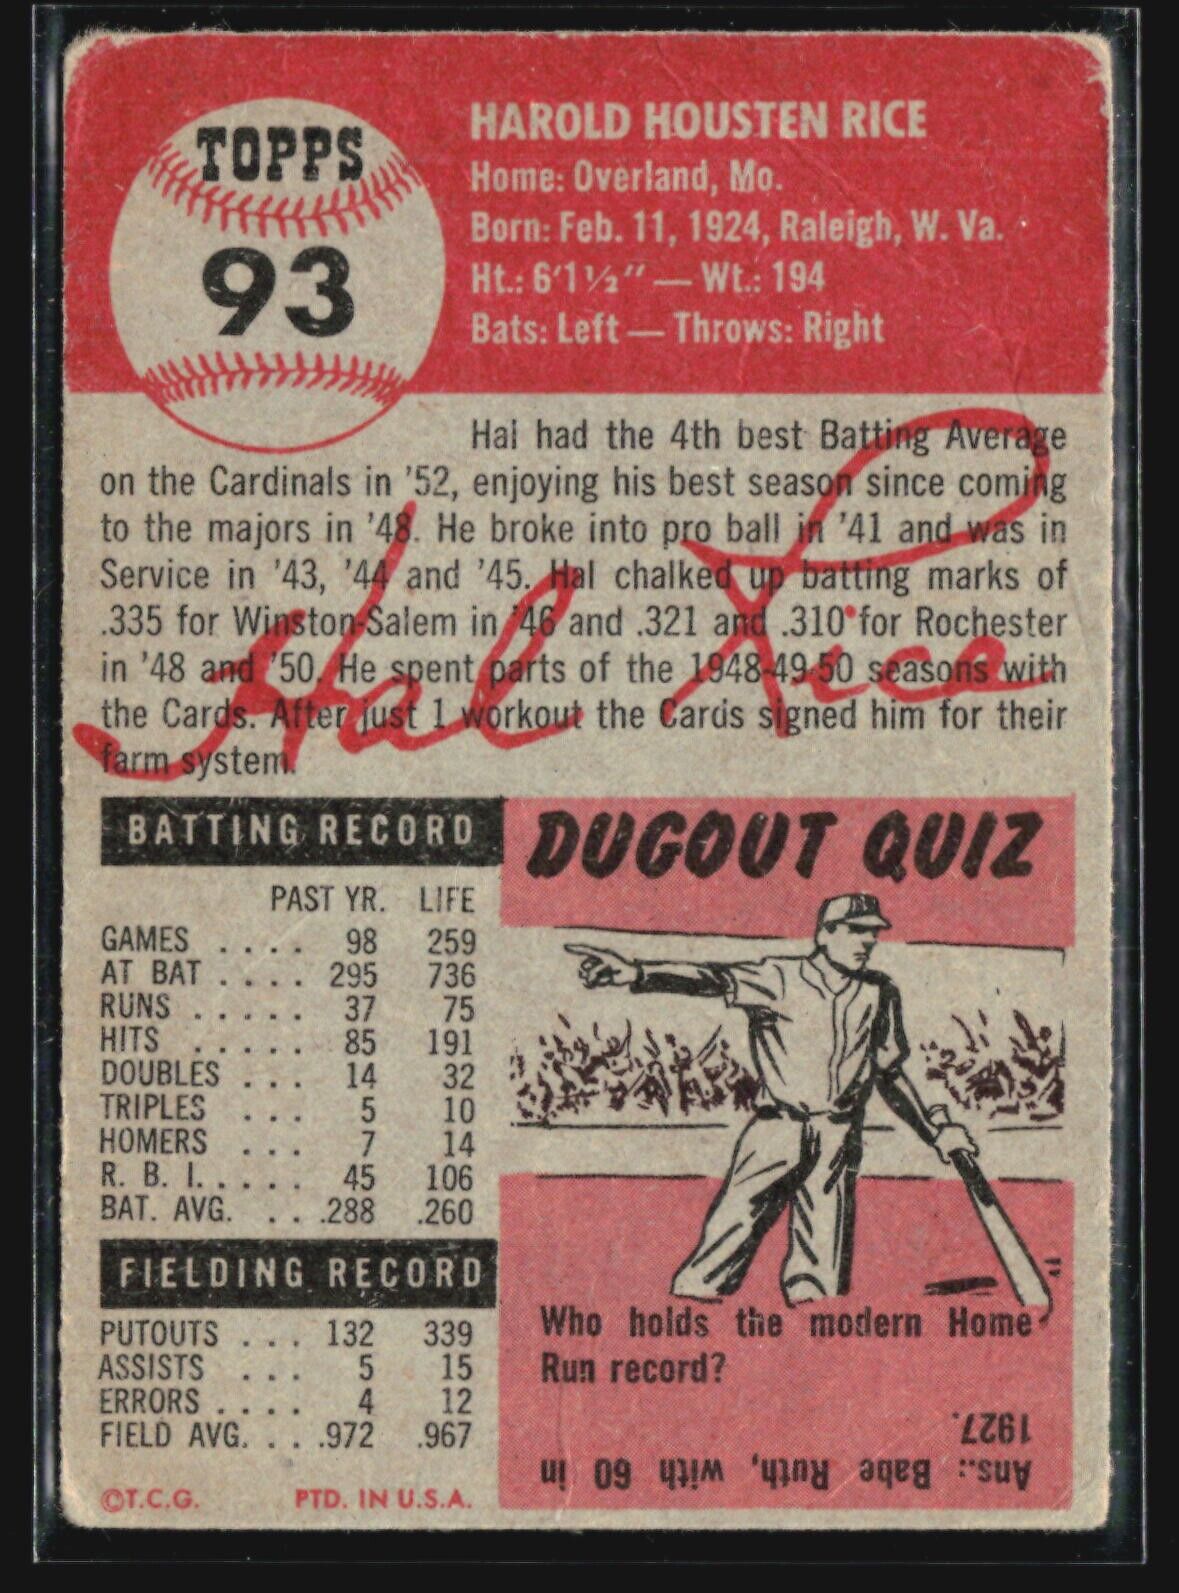 TOPPS
93
HAROLD HOUSTEN RICE
Home: Overland, Mo.
Born: Feb. 11, 1924, Raleigh, W. Va.
Ht.: 6'1½" — Wt.: 194
Bats: Left — Throws: Right
Hal had the 4th best Batting Average
on the Cardinals in '52, enjoying his best season since coming
to the majors in '48. He broke into pro ball in '41 and was in
Service in '43, '44 and '45. Hal chalked up batting marks of
.335 for Winston-Salem in '46 and .321 and .310 for Rochester
in '48 and '50. He spent parts of the 1948-49-50 seasons with
the Cards. After just 1 workout the Cards signed him for their
farm system.
Hal Rice
BATTING RECORD
PAST YR. LIFE
GAMES . . . . 98 259
AT BAT . . . . 295 736
RUNS . . . . . 37 75
HITS . . . . . 85 191
DOUBLES . . . 14 32
TRIPLES . . . 5 10
HOMERS . . . 7 14
R. B. I. . . . . 45 106
BAT. AVG. . . . .288 .260
FIELDING RECORD
PUTOUTS . . . 132 339
ASSISTS . . . 5 15
ERRORS . . . . 4 12
FIELD AVG. . . . .972 .967
©T.C.G. PTD. IN U.S.A.
DUGOUT QUIZ
Who holds the modern Home
Run record?
Ans.: Babe Ruth, with 60 in
1927.